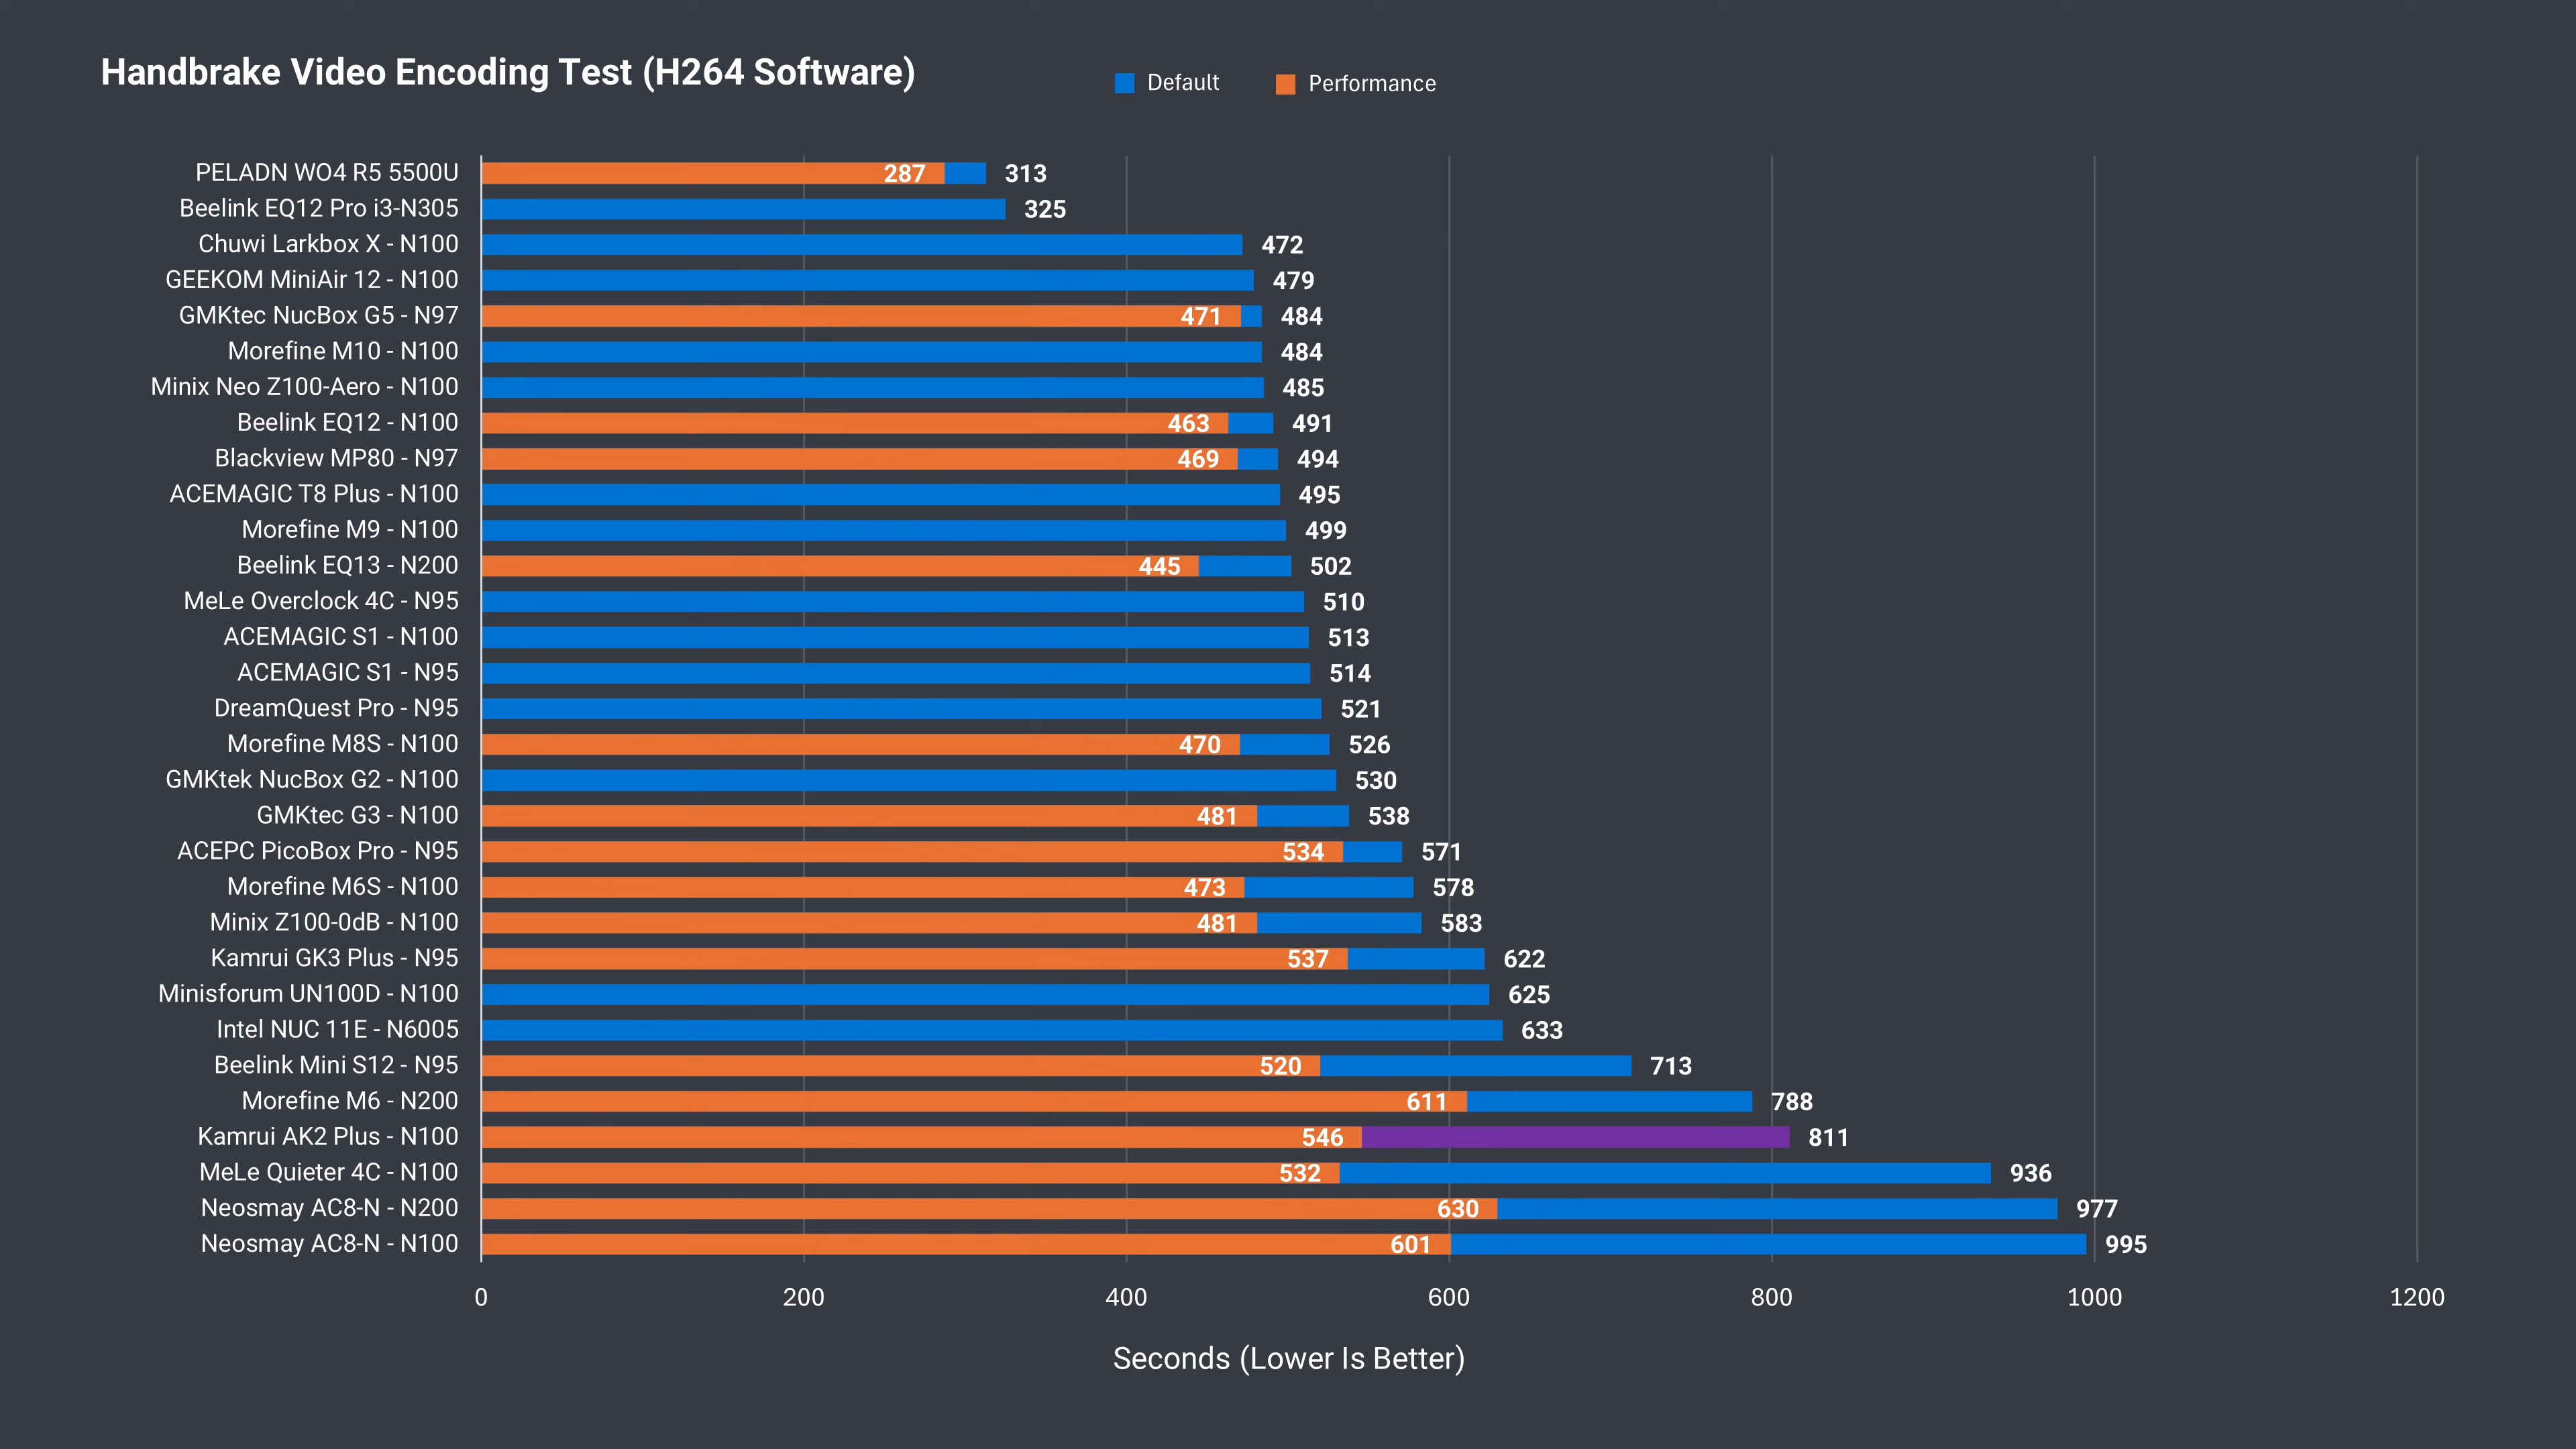 Handbrake Video Encoding Test (H264 Software)
Default
Performance
PELADN WO4 R5 5500U 287 313
Beelink EQ12 Pro i3-N305 325
Chuwi Larkbox X - N100 472
GEEKOM MiniAir 12 - N100 479
GMKtec NucBox G5 - N97 471 484
Morefine M10 - N100 484
Minix Neo Z100-Aero - N100 485
Beelink EQ12 - N100 463 491
Blackview MP80 - N97 469 494
ACEMAGIC T8 Plus - N100 495
Morefine M9 - N100 499
Beelink EQ13 - N200 445 502
MeLe Overclock 4C - N95 510
ACEMAGIC S1 - N100 513
ACEMAGIC S1 - N95 514
DreamQuest Pro - N95 521
Morefine M8S - N100 470 526
GMKtek NucBox G2 - N100 530
GMKtec G3 - N100 481 538
ACEPC PicoBox Pro - N95 534 571
Morefine M6S - N100 473 578
Minix Z100-0dB - N100 481 583
Kamrui GK3 Plus - N95 537 622
Minisforum UN100D - N100 625
Intel NUC 11E - N6005 633
Beelink Mini S12 - N95 520 713
Morefine M6 - N200 611 788
Kamrui AK2 Plus - N100 546 811
MeLe Quieter 4C - N100 532 936
Neosmay AC8-N - N200 630 977
Neosmay AC8-N - N100 601 995
0 200 400 600 800 1000 1200
Seconds (Lower Is Better)